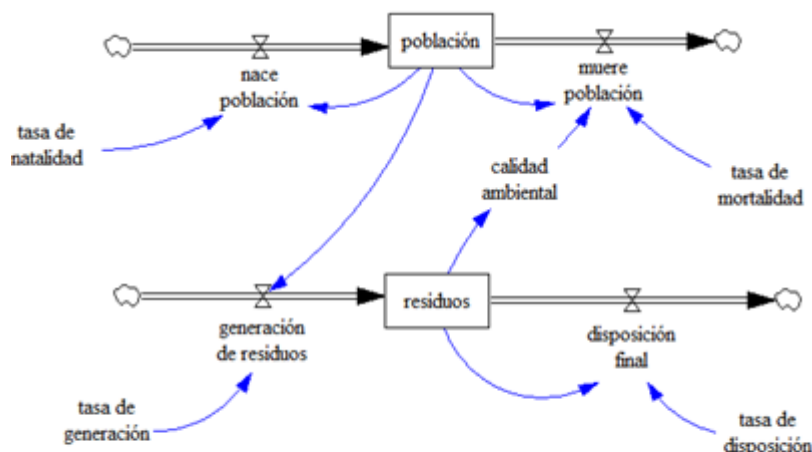 población
nace
población
muere
población
tasa de
natalidad
calidad
ambiental
tasa de
mortalidad
residuos
generación
de residuos
disposición
final
tasa de
generación
tasa de
disposición